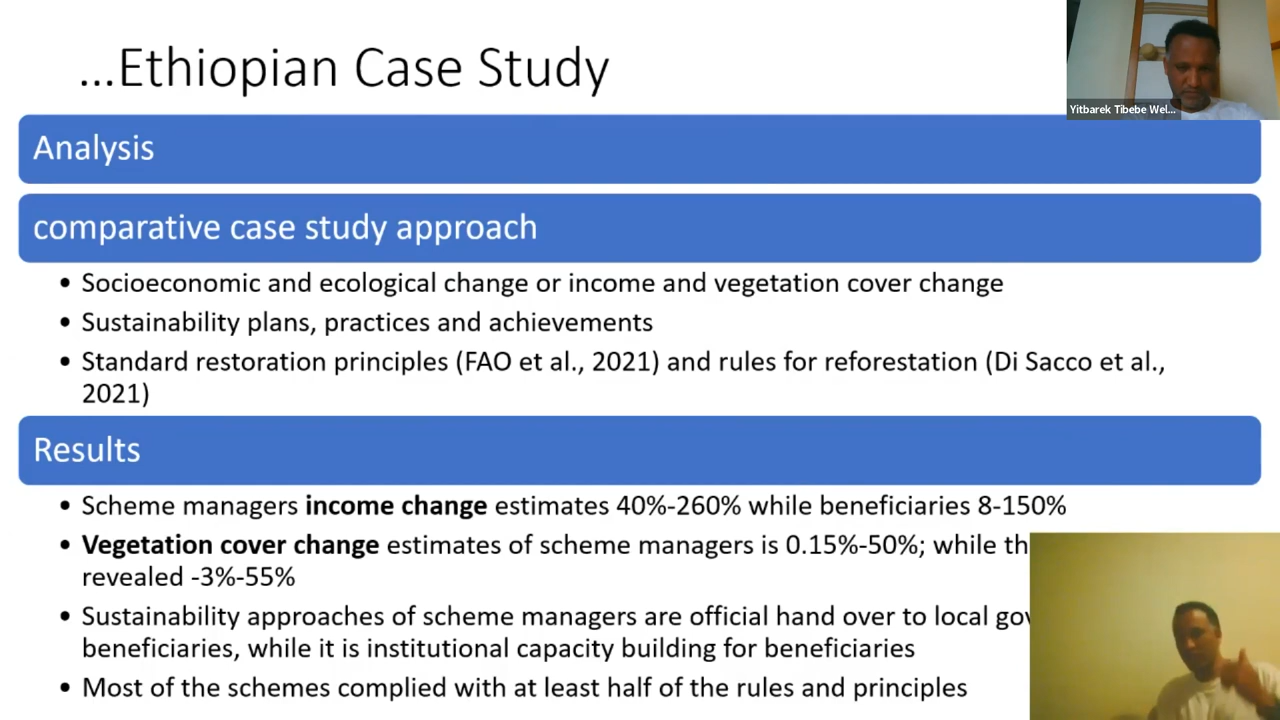 ...Ethiopian Case Study
Yitbarek Tibebe Wel...
Analysis
comparative case study approach
• Socioeconomic and ecological change or income and vegetation cover change
• Sustainability plans, practices and achievements
• Standard restoration principles (FAO et al., 2021) and rules for reforestation (Di Sacco et al.,
2021)
Results
• Scheme managers income change estimates 40%-260% while beneficiaries 8-150%
• Vegetation cover change estimates of scheme managers is 0.15%-50%; while
revealed -3%-55%
• Sustainability approaches of scheme managers are official hand over to local
beneficiaries, while it is institutional capacity building for beneficiaries
• Most of the schemes complied with at least half of the rules and principles